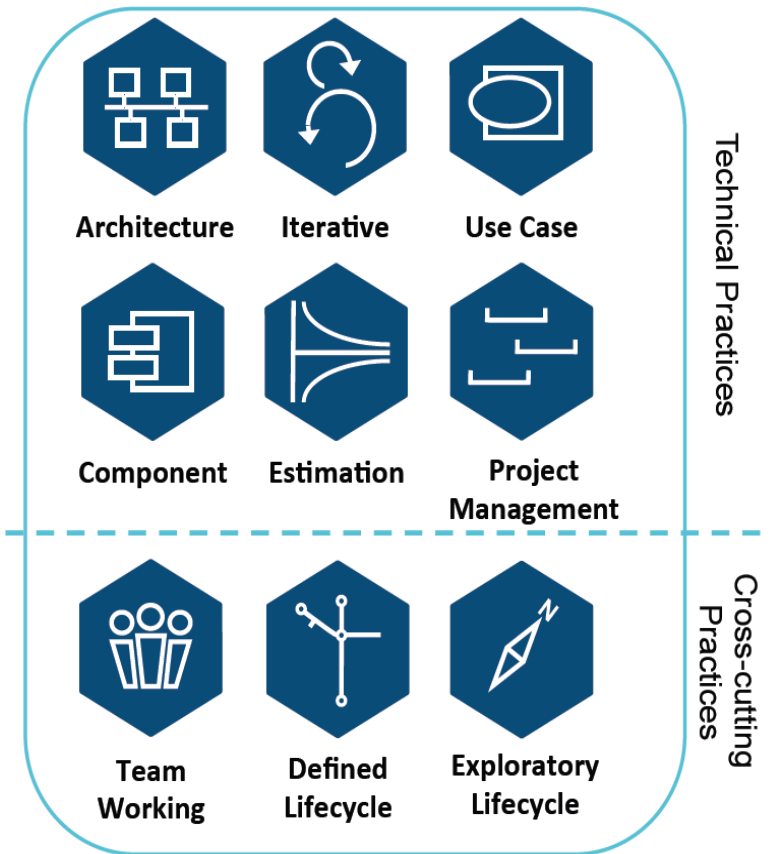 Architecture
Iterative
Use Case
Component
Estimation
Project
Management
Technical Practices
N
Team
Working
Defined
Lifecycle
Exploratory
Lifecycle
Cross-cutting
Practices